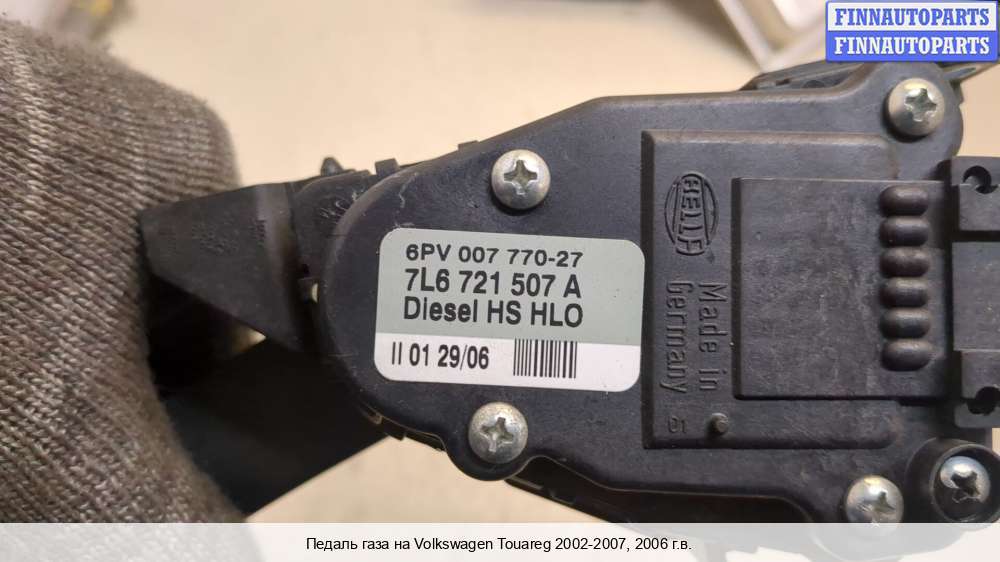 FINNAUTOPARTS
FINNAUTOPARTS
HELLA
6PV 007 770-27
7L6 721 507 A
Diesel HS HLO
II 01 29/06
Made in
Germany
5
Педаль газа на Volkswagen Touareg 2002-2007, 2006 г.в.